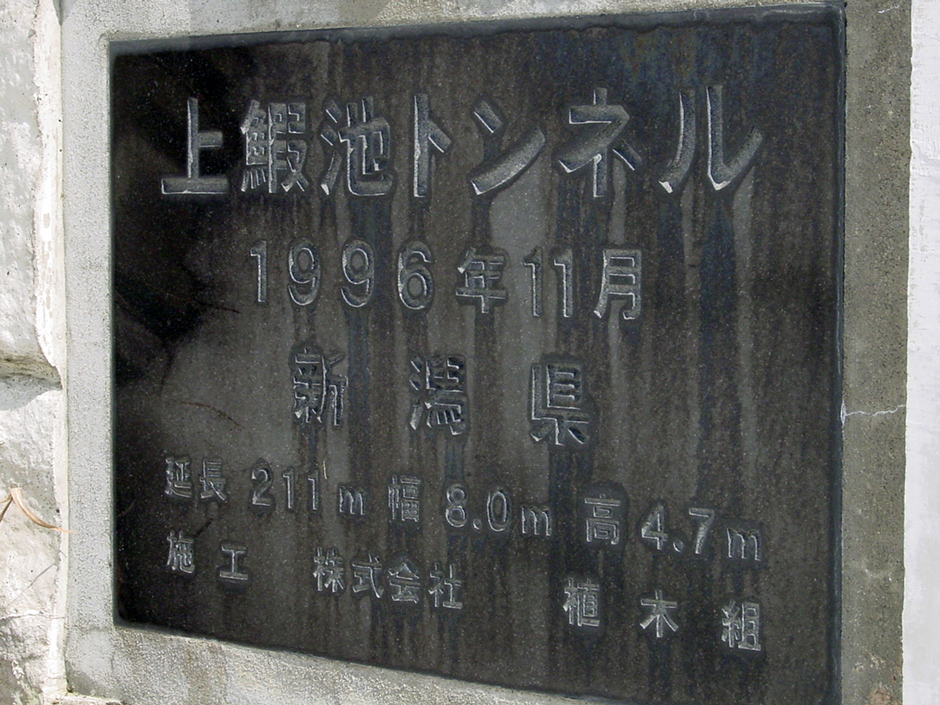 上鰕池トンネル
1996年11月
新潟県
延長 211m 幅 8.0m 高 4.7m
施工 株式会社 植木組